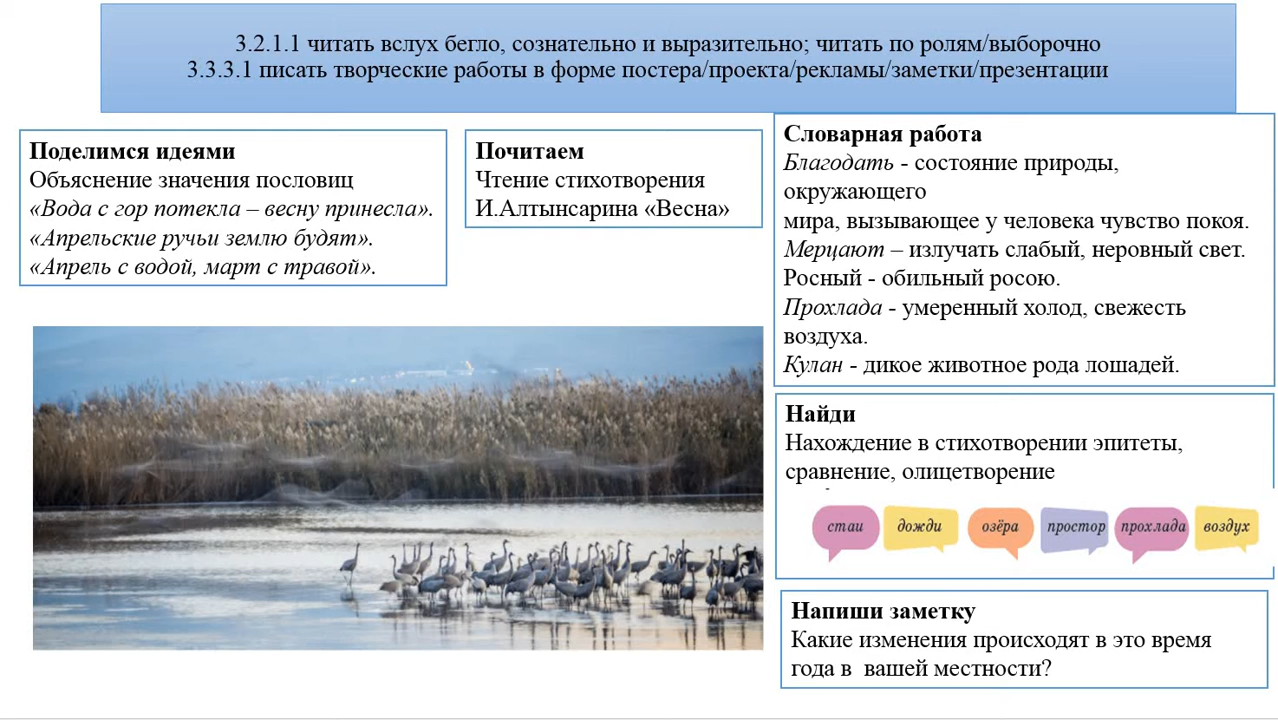 3.2.1.1 читать вслух бегло, сознательно и выразительно; читать по ролям/выборочно
3.3.3.1 писать творческие работы в форме постера/проекта/рекламы/заметки/презентации
Поделимся идеями
Объяснение значения пословиц
«Вода с гор потекла – весну принесла».
«Апрельские ручьи землю будят».
«Апрель с водой, март с травой».
Почитаем
Чтение стихотворения
И.Алтынсарина «Весна»
Словарная работа
Благодать - состояние природы,
окружающего
мира, вызывающее у человека чувство покоя.
Мерцают – излучать слабый, неровный свет.
Росный - обильный росою.
Прохлада - умеренный холод, свежесть
воздуха.
Кулан - дикое животное рода лошадей.
Найди
Нахождение в стихотворении эпитеты,
сравнение, олицетворение
стаи дожди озёра простор прохлада воздух
Напиши заметку
Какие изменения происходят в это время
года в вашей местности?